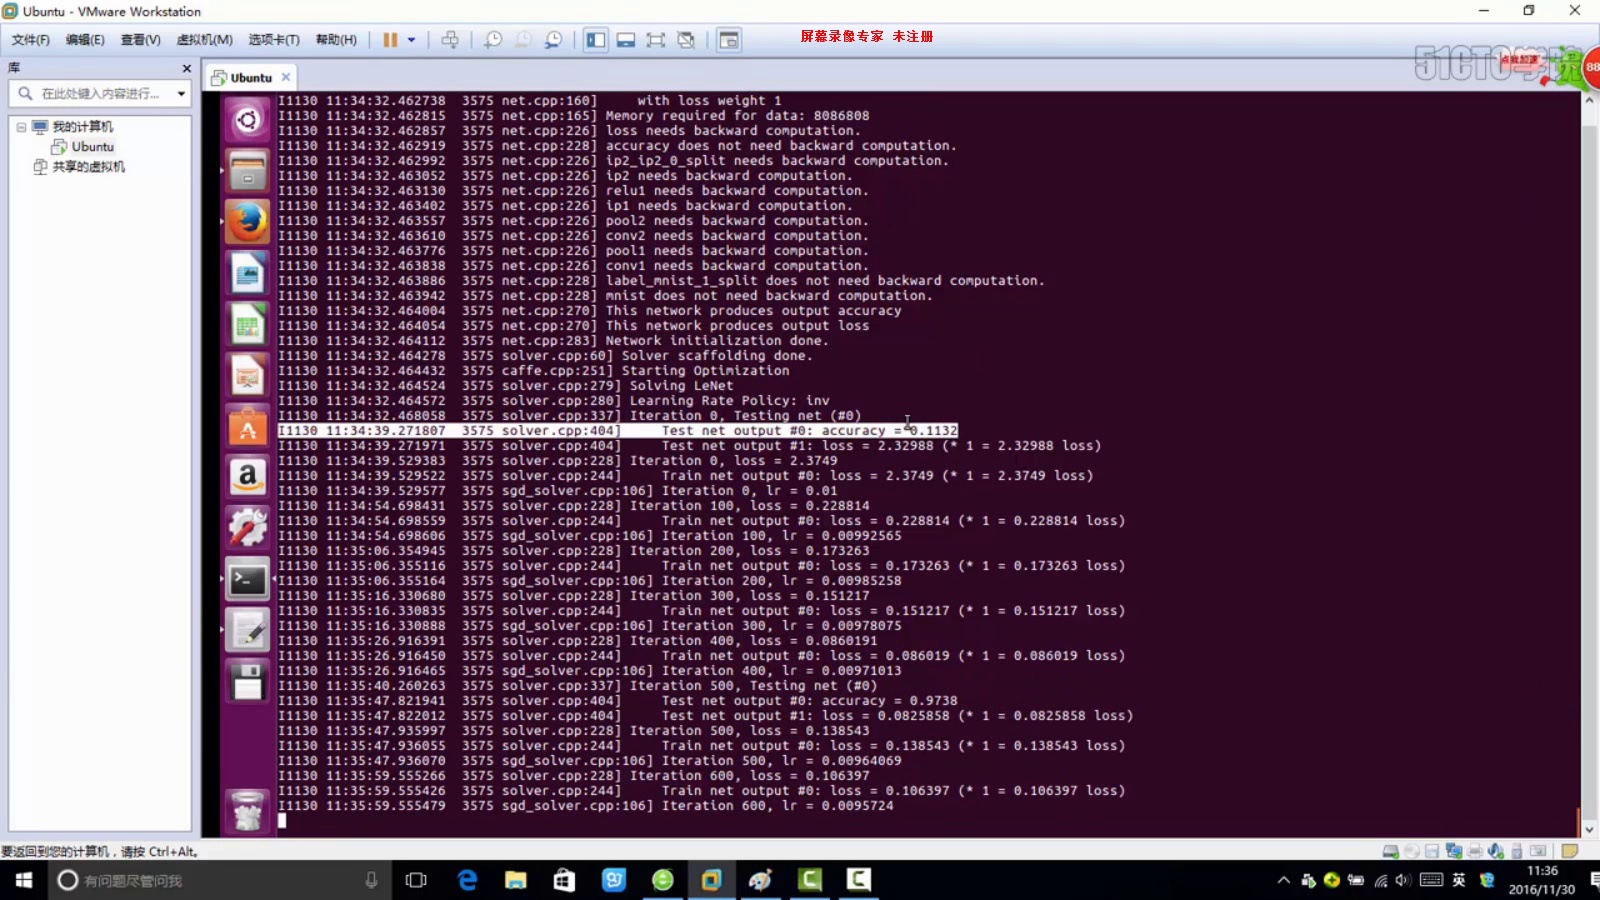 Ubuntu - VMware Workstation
文件(F) 编辑(E) 查看(V) 虚拟机(M) 选项卡(T) 帮助(H)
屏幕录像专家 未注册
51CTO学院
点我加速
88
库
在此处键入内容进行...
我的计算机
Ubuntu
共享的虚拟机
Ubuntu
I1130 11:34:32.462738  3575 net.cpp:160]     with loss weight 1
I1130 11:34:32.462815  3575 net.cpp:165] Memory required for data: 8086808
I1130 11:34:32.462857  3575 net.cpp:226] loss needs backward computation.
I1130 11:34:32.462919  3575 net.cpp:228] accuracy does not need backward computation.
I1130 11:34:32.462992  3575 net.cpp:226] ip2_ip2_0_split needs backward computation.
I1130 11:34:32.463052  3575 net.cpp:226] ip2 needs backward computation.
I1130 11:34:32.463130  3575 net.cpp:226] relu1 needs backward computation.
I1130 11:34:32.463402  3575 net.cpp:226] ip1 needs backward computation.
I1130 11:34:32.463557  3575 net.cpp:226] pool2 needs backward computation.
I1130 11:34:32.463610  3575 net.cpp:226] conv2 needs backward computation.
I1130 11:34:32.463776  3575 net.cpp:226] pool1 needs backward computation.
I1130 11:34:32.463838  3575 net.cpp:226] conv1 needs backward computation.
I1130 11:34:32.463886  3575 net.cpp:228] label_mnist_1_split does not need backward computation.
I1130 11:34:32.463942  3575 net.cpp:228] mnist does not need backward computation.
I1130 11:34:32.464004  3575 net.cpp:270] This network produces output accuracy
I1130 11:34:32.464054  3575 net.cpp:270] This network produces output loss
I1130 11:34:32.464112  3575 net.cpp:283] Network initialization done.
I1130 11:34:32.464278  3575 solver.cpp:60] Solver scaffolding done.
I1130 11:34:32.464432  3575 caffe.cpp:251] Starting Optimization
I1130 11:34:32.464524  3575 solver.cpp:279] Solving LeNet
I1130 11:34:32.464572  3575 solver.cpp:280] Learning Rate Policy: inv
I1130 11:34:32.468058  3575 solver.cpp:337] Iteration 0, Testing net (#0)
I1130 11:34:39.271807  3575 solver.cpp:404]     Test net output #0: accuracy = 0.1132
I1130 11:34:39.271971  3575 solver.cpp:404]     Test net output #1: loss = 2.32988 (* 1 = 2.32988 loss)
I1130 11:34:39.529383  3575 solver.cpp:228] Iteration 0, loss = 2.3749
I1130 11:34:39.529522  3575 solver.cpp:244]     Train net output #0: loss = 2.3749 (* 1 = 2.3749 loss)
I1130 11:34:39.529577  3575 sgd_solver.cpp:106] Iteration 0, lr = 0.01
I1130 11:34:54.698431  3575 solver.cpp:228] Iteration 100, loss = 0.228814
I1130 11:34:54.698559  3575 solver.cpp:244]     Train net output #0: loss = 0.228814 (* 1 = 0.228814 loss)
I1130 11:34:54.698606  3575 sgd_solver.cpp:106] Iteration 100, lr = 0.00992565
I1130 11:35:06.354945  3575 solver.cpp:228] Iteration 200, loss = 0.173263
I1130 11:35:06.355116  3575 solver.cpp:244]     Train net output #0: loss = 0.173263 (* 1 = 0.173263 loss)
I1130 11:35:06.355164  3575 sgd_solver.cpp:106] Iteration 200, lr = 0.00985258
I1130 11:35:16.330680  3575 solver.cpp:228] Iteration 300, loss = 0.151217
I1130 11:35:16.330835  3575 solver.cpp:244]     Train net output #0: loss = 0.151217 (* 1 = 0.151217 loss)
I1130 11:35:16.330888  3575 sgd_solver.cpp:106] Iteration 300, lr = 0.00978075
I1130 11:35:26.916391  3575 solver.cpp:228] Iteration 400, loss = 0.0860191
I1130 11:35:26.916450  3575 solver.cpp:244]     Train net output #0: loss = 0.086019 (* 1 = 0.086019 loss)
I1130 11:35:26.916465  3575 sgd_solver.cpp:106] Iteration 400, lr = 0.00971013
I1130 11:35:40.260263  3575 solver.cpp:337] Iteration 500, Testing net (#0)
I1130 11:35:47.821941  3575 solver.cpp:404]     Test net output #0: accuracy = 0.9738
I1130 11:35:47.822012  3575 solver.cpp:404]     Test net output #1: loss = 0.0825858 (* 1 = 0.0825858 loss)
I1130 11:35:47.935997  3575 solver.cpp:228] Iteration 500, loss = 0.138543
I1130 11:35:47.936055  3575 solver.cpp:244]     Train net output #0: loss = 0.138543 (* 1 = 0.138543 loss)
I1130 11:35:47.936070  3575 sgd_solver.cpp:106] Iteration 500, lr = 0.00964069
I1130 11:35:59.555266  3575 solver.cpp:228] Iteration 600, loss = 0.106397
I1130 11:35:59.555426  3575 solver.cpp:244]     Train net output #0: loss = 0.106397 (* 1 = 0.106397 loss)
I1130 11:35:59.555479  3575 sgd_solver.cpp:106] Iteration 600, lr = 0.0095724
要返回到您的计算机，请按 Ctrl+Alt。
有问题尽管问我
英
11:36
2016/11/30